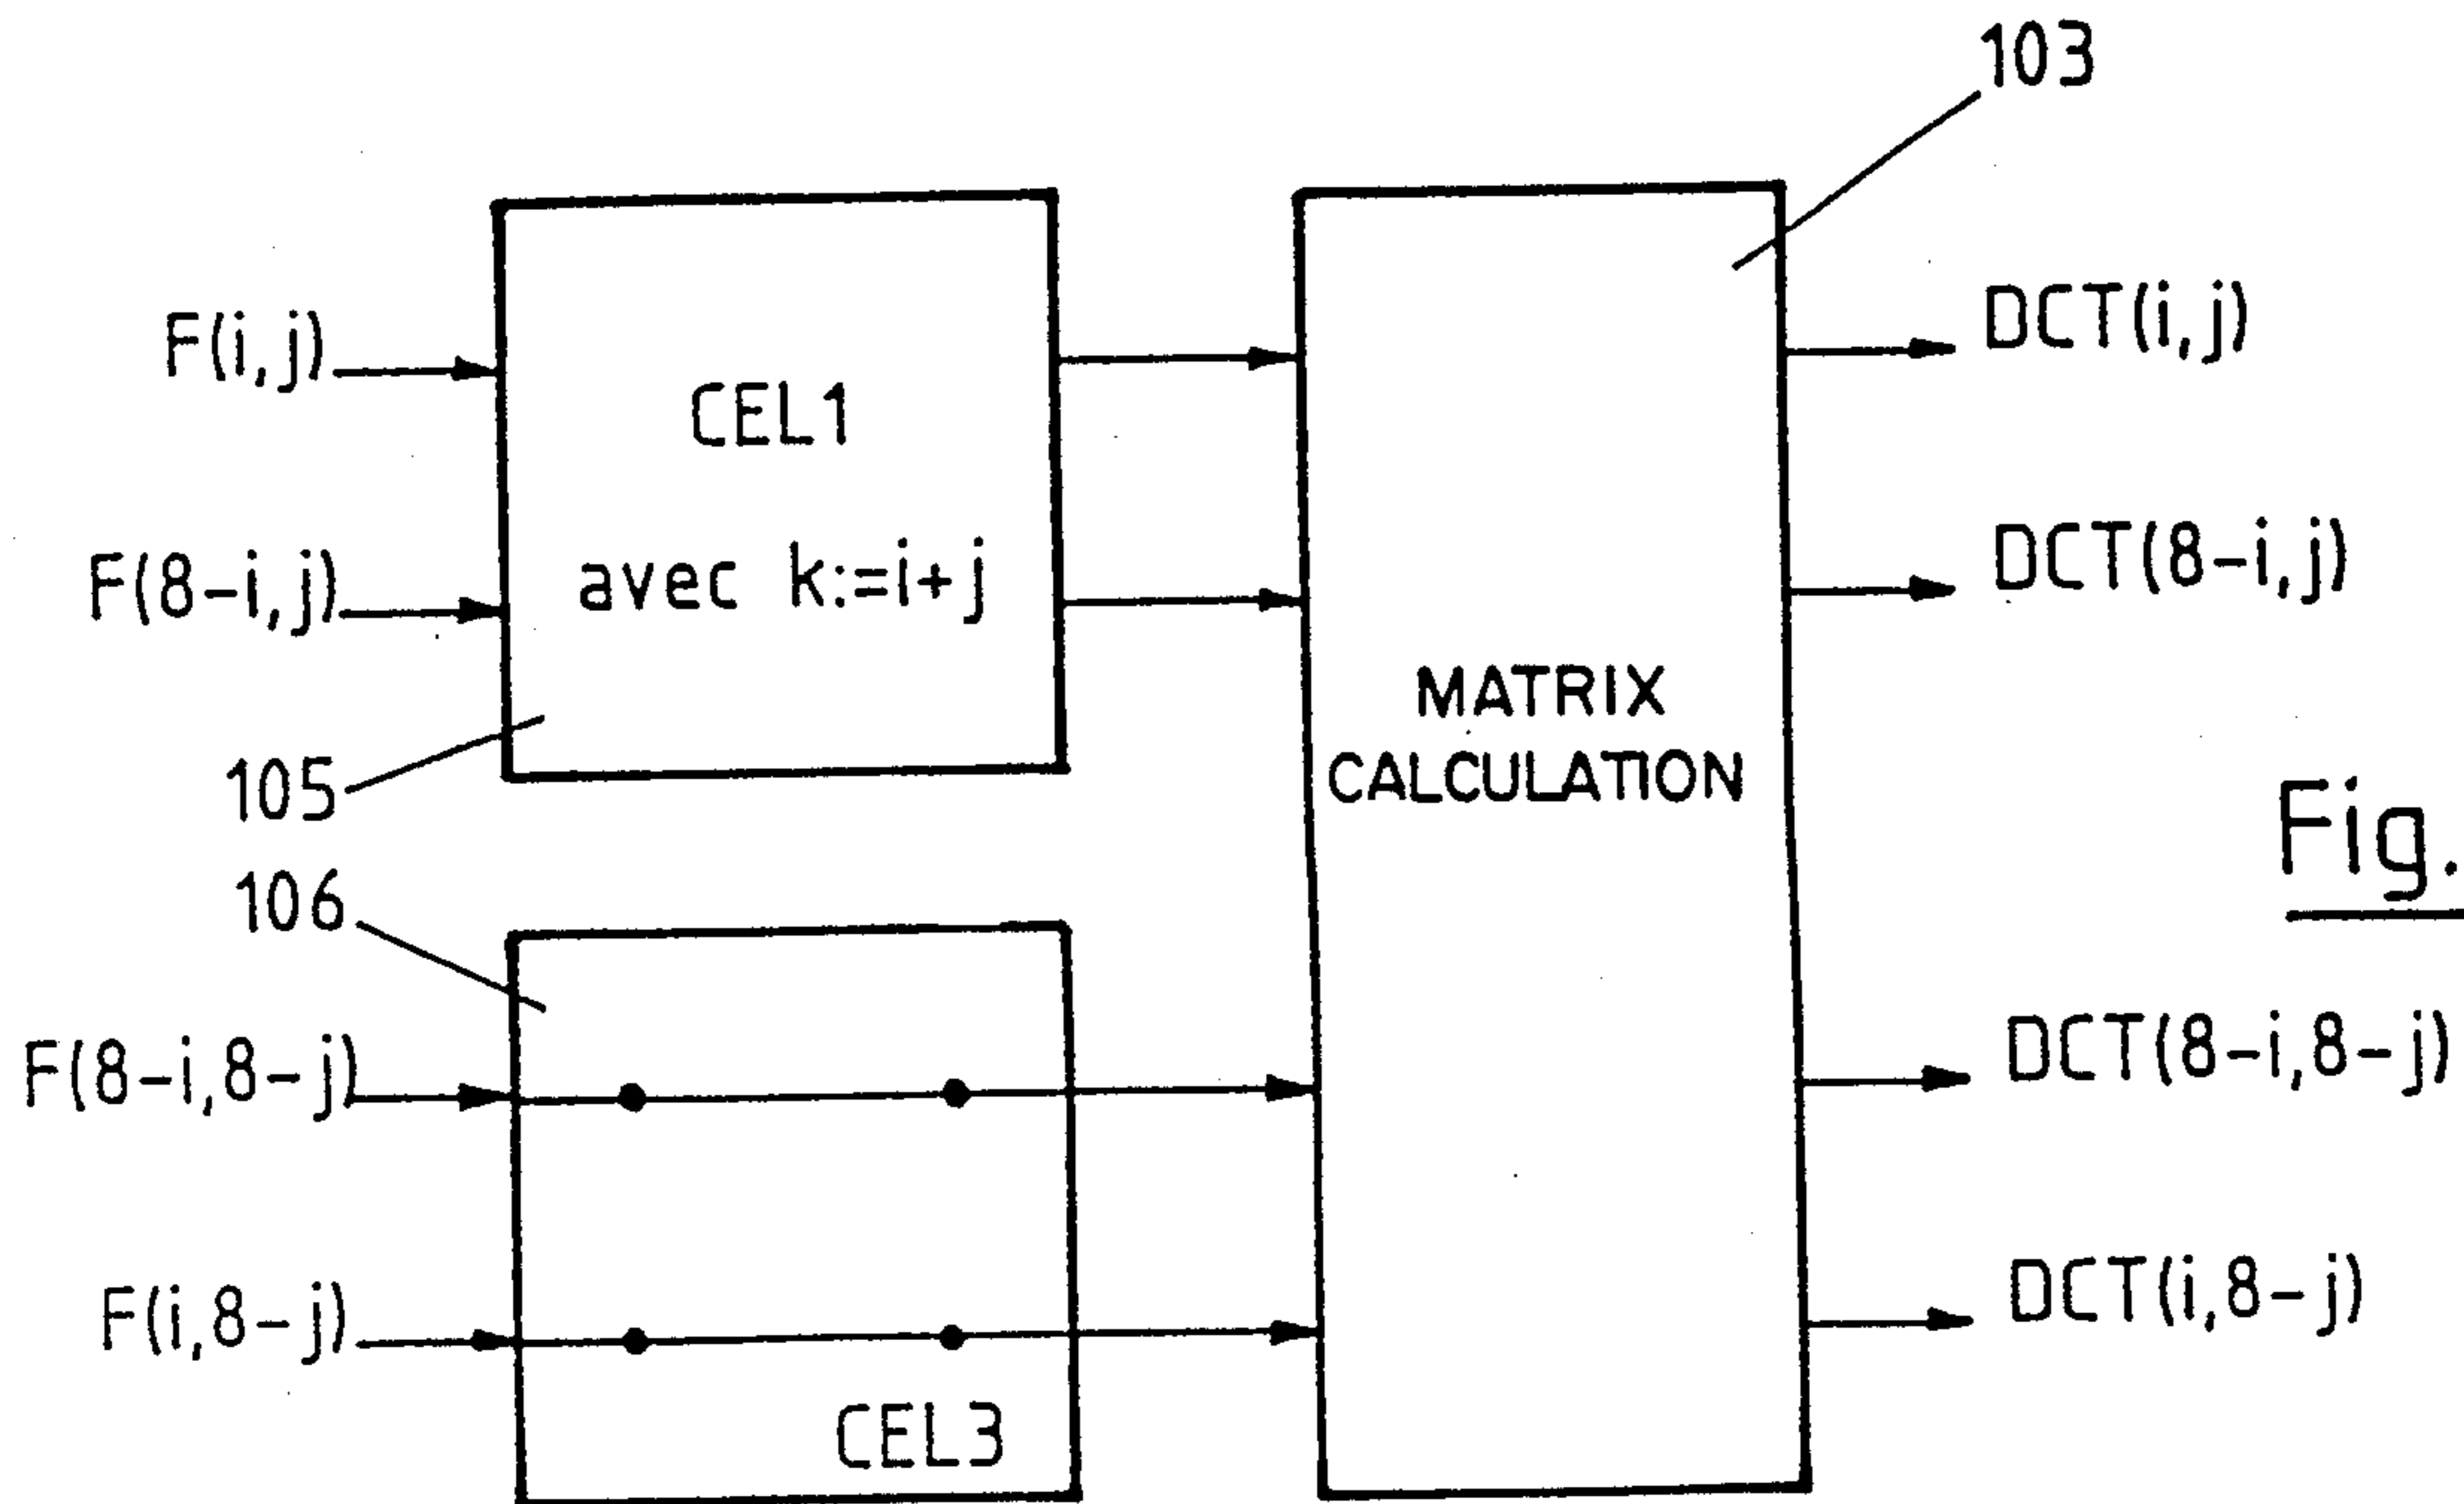 103
F(i,j)
CEL1
DCT(i,j)
F(8-i,j)
avec k:=i+j
DCT(8-i,j)
MATRIX
CALCULATION
105
Fig.
106
F(8-i,8-j)
DCT(8-i,8-j)
F(i,8-j)
DCT(i,8-j)
CEL3